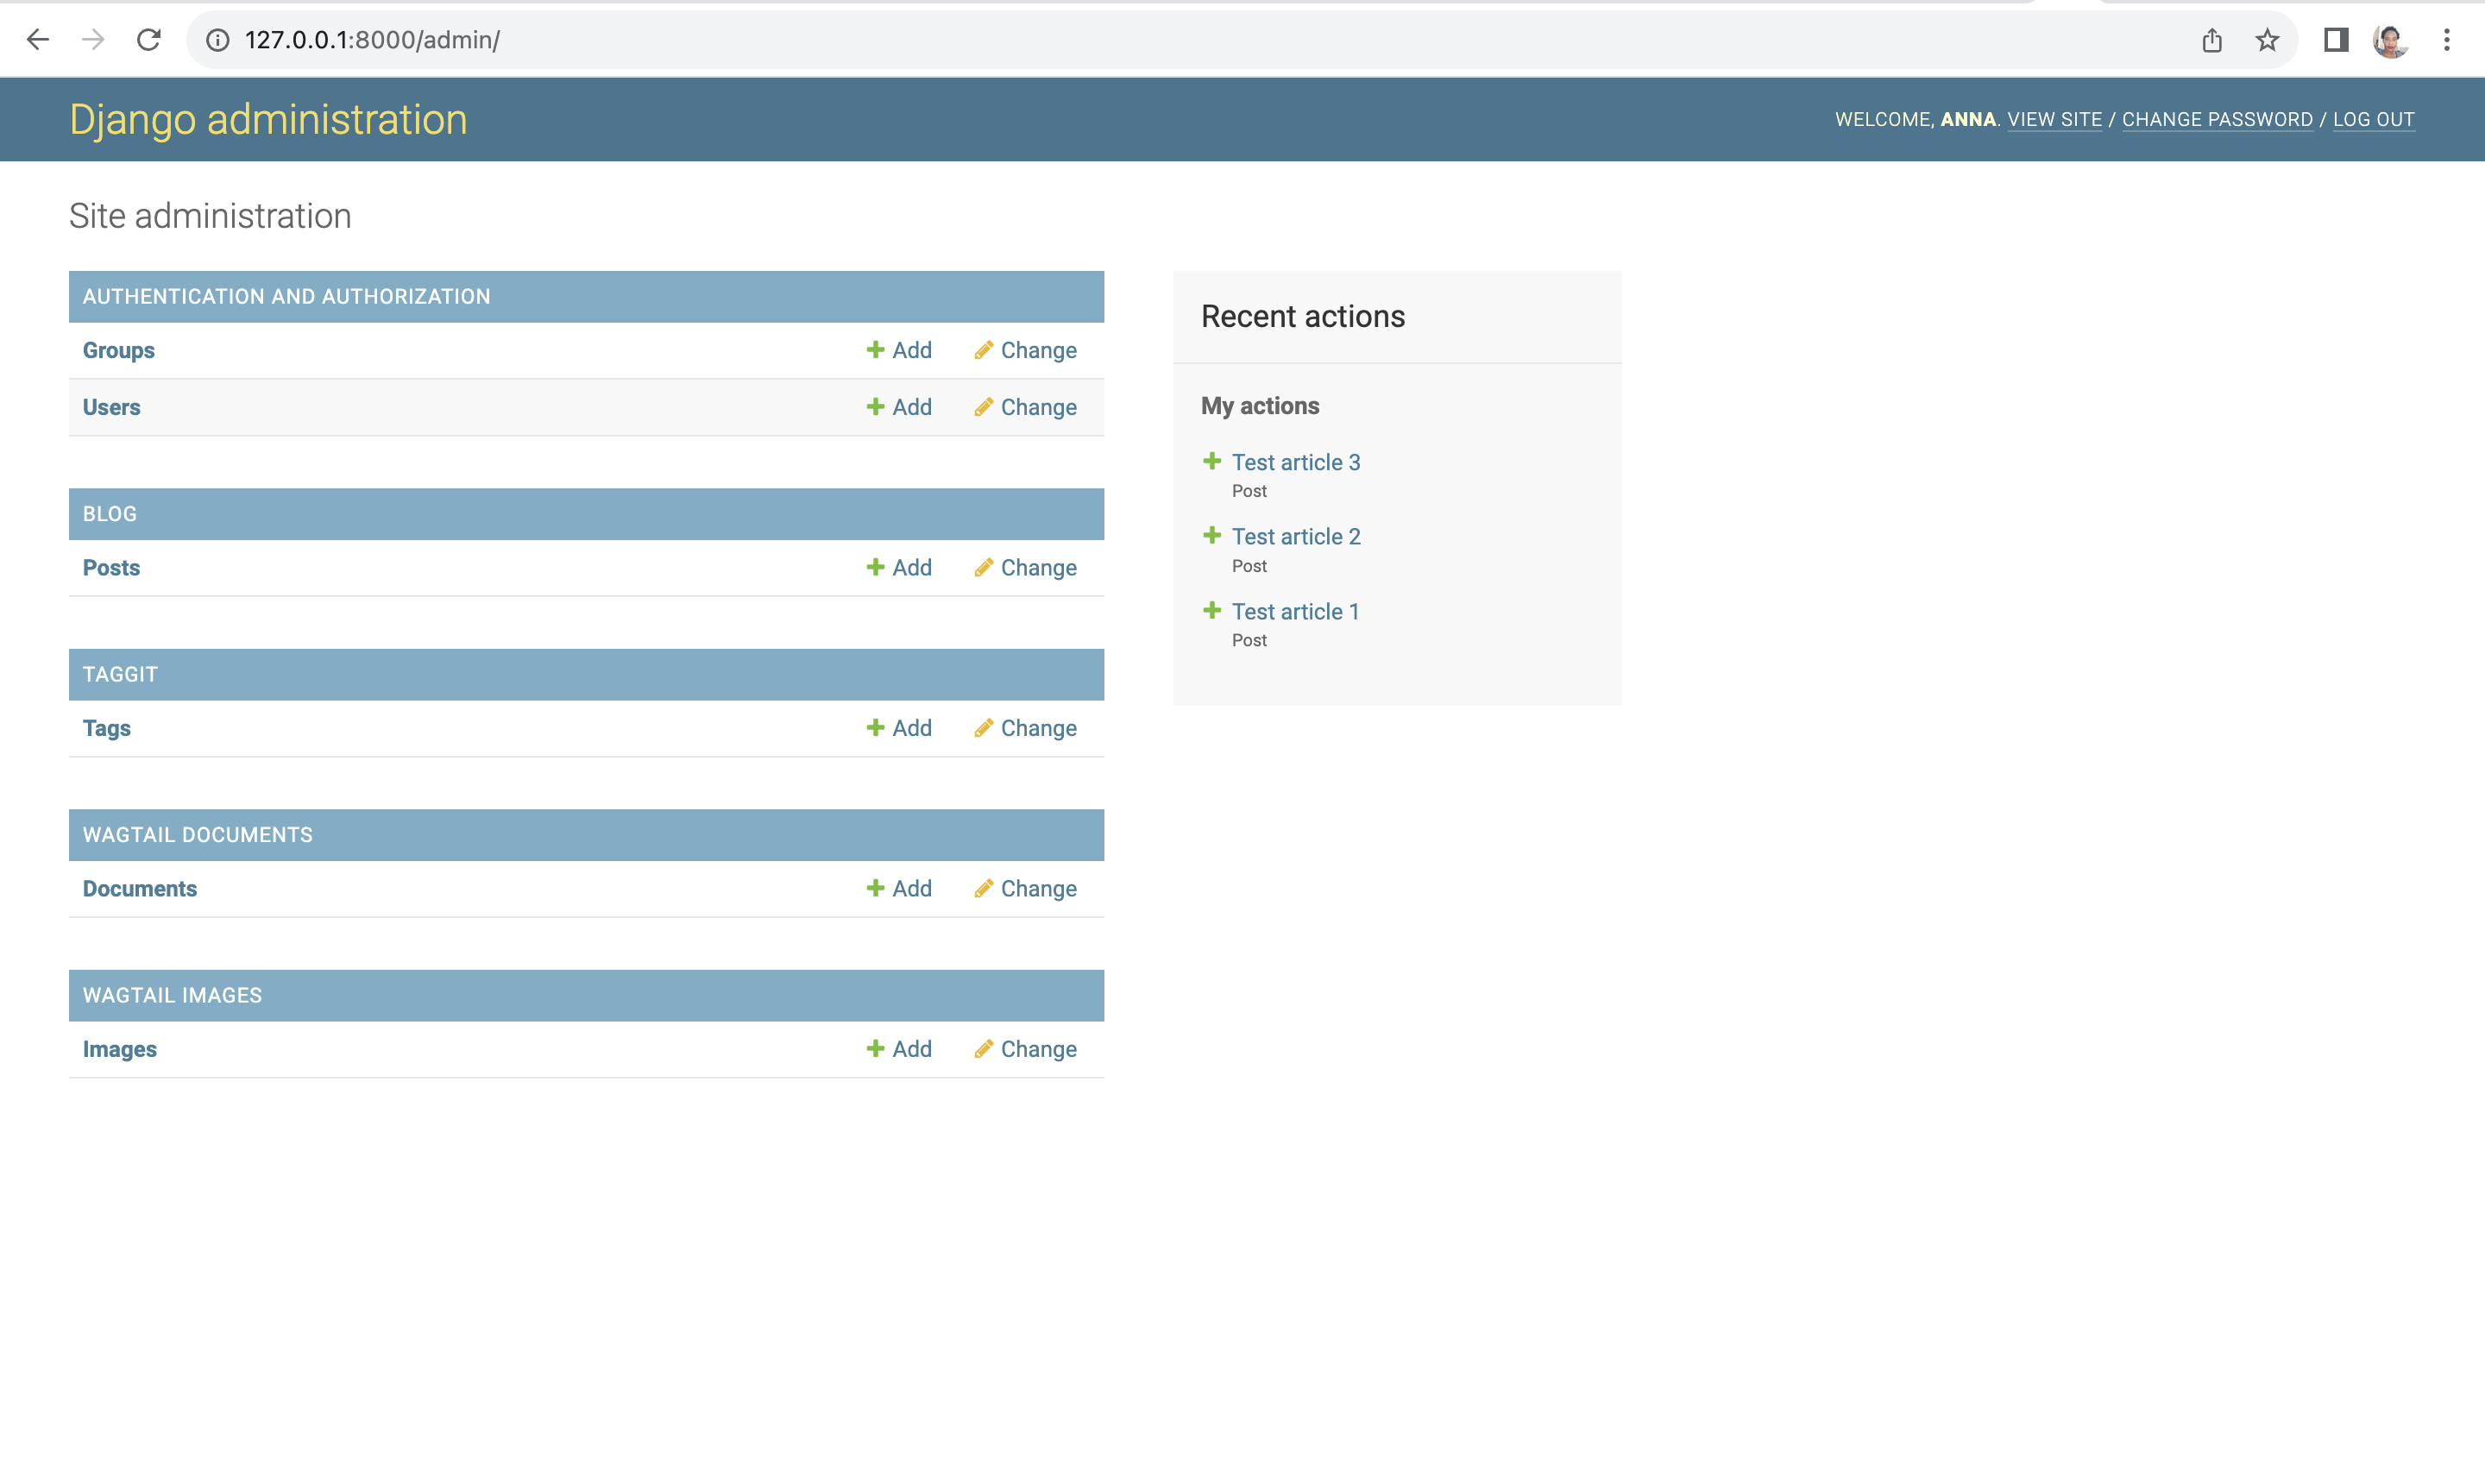 127.0.0.1:8000/admin/
Django administration
WELCOME, ANNA. VIEW SITE / CHANGE PASSWORD / LOG OUT
Site administration
AUTHENTICATION AND AUTHORIZATION
Groups Add Change
Users Add Change
BLOG
Posts Add Change
TAGGIT
Tags Add Change
WAGTAIL DOCUMENTS
Documents Add Change
WAGTAIL IMAGES
Images Add Change
Recent actions
My actions
Test article 3
Post
Test article 2
Post
Test article 1
Post